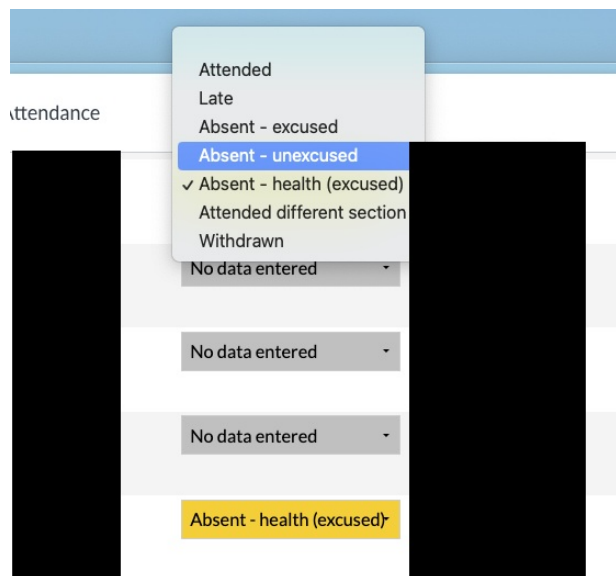 Attended
Late
Attendance
Absent - excused
Absent - unexcused
✓ Absent - health (excused)
Attended different section
Withdrawn
No data entered
No data entered
No data entered
Absent - health (excused)